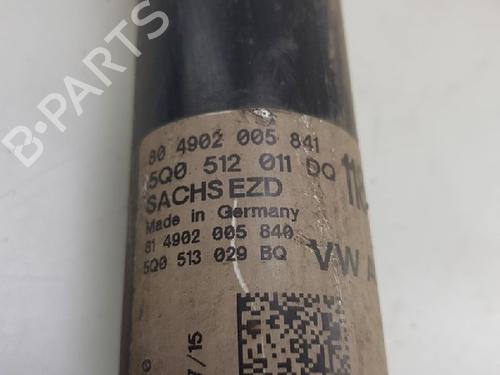 B-PARTS
80 4902 005 841
5Q0 512 011 DQ
SACHS EZD
Made in Germany
81 4902 005 840
5Q0 513 029 BQ
VW A
/15